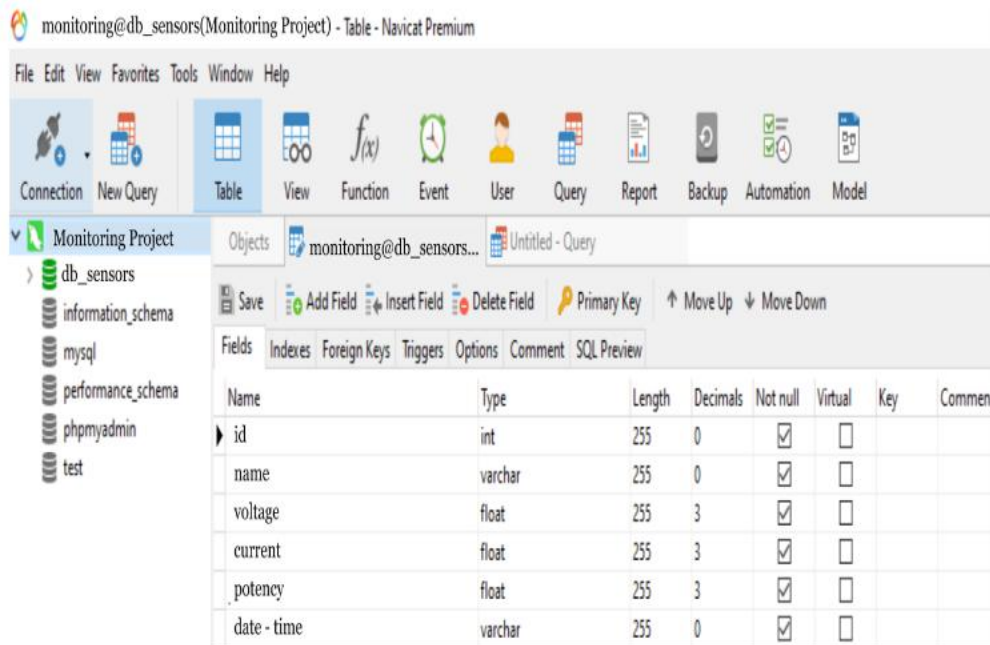 monitoring@db_sensors(Monitoring Project) - Table - Navicat Premium
File Edit View Favorites Tools Window Help
Connection New Query Table View Function Event User Query Report Backup Automation Model
Monitoring Project
db_sensors
information_schema
mysql
performance_schema
phpmyadmin
test
Objects monitoring@db_sensors... Untitled - Query
Save Add Field Insert Field Delete Field Primary Key Move Up Move Down
Fields Indexes Foreign Keys Triggers Options Comment SQL Preview
Name Type Length Decimals Not null Virtual Key Commen
id int 255 0
name varchar 255 0
voltage float 255 3
current float 255 3
potency float 255 3
date - time varchar 255 0